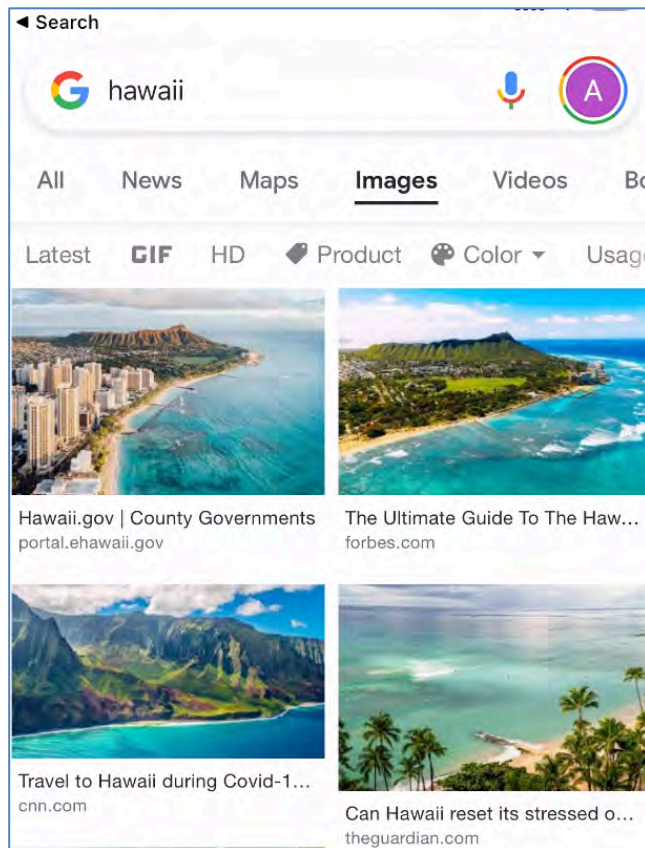 ◀ Search
hawaii
A
All News Maps Images Videos Bo
Latest GIF HD Product Color Usage
Hawaii.gov | County Governments
portal.ehawaii.gov
The Ultimate Guide To The Haw...
forbes.com
Travel to Hawaii during Covid-1...
cnn.com
Can Hawaii reset its stressed o...
theguardian.com